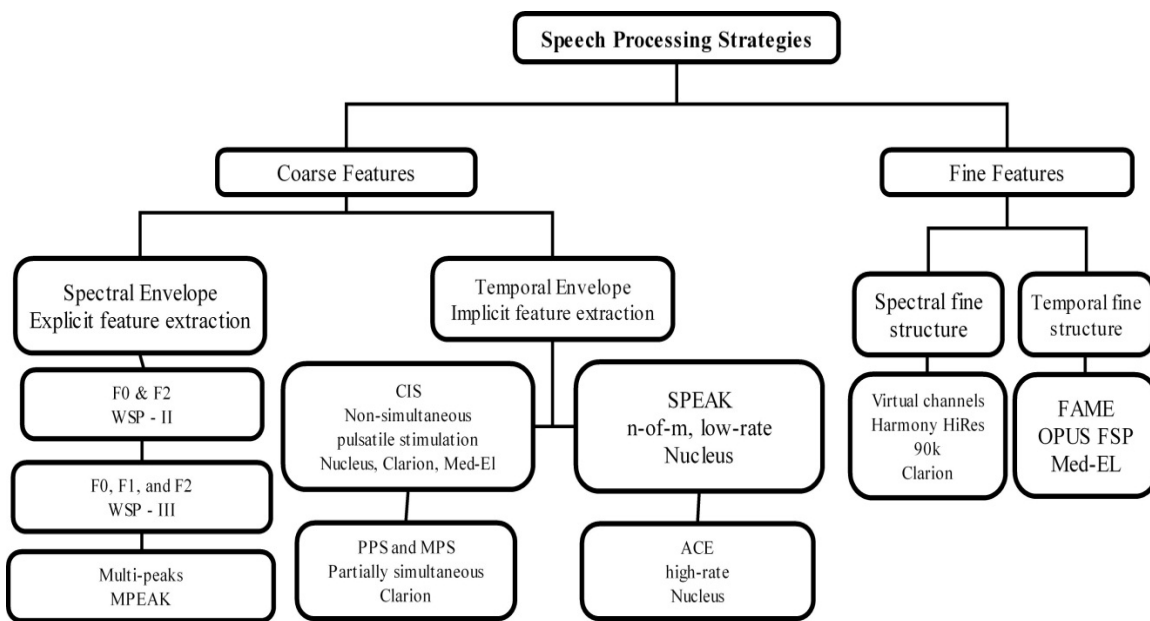 Speech Processing Strategies
Coarse Features
Fine Features
Spectral Envelope
Explicit feature extraction
Temporal Envelope
Implicit feature extraction
Spectral fine
structure
Temporal fine
structure
F0 & F2
WSP - II
CIS
Non-simultaneous
pulsatile stimulation
Nucleus, Clarion, Med-El
SPEAK
n-of-m, low-rate
Nucleus
Virtual channels
Harmony HiRes
90k
Clarion
FAME
OPUS FSP
Med-EL
F0, F1, and F2
WSP - III
PPS and MPS
Partially simultaneous
Clarion
ACE
high-rate
Nucleus
Multi-peaks
MPEAK